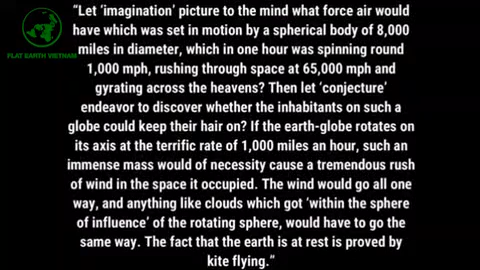 “Let ‘imagination’ picture to the mind what force air would
have which was set in motion by a spherical body of 8,000
miles in diameter, which in one hour was spinning round
1,000 mph, rushing through space at 65,000 mph and
gyrating across the heavens? Then let ‘conjecture’
endeavor to discover whether the inhabitants on such a
globe could keep their hair on? If the earth-globe rotates on
its axis at the terrific rate of 1,000 miles an hour, such an
immense mass would of necessity cause a tremendous rush
of wind in the space it occupied. The wind would go all one
way, and anything like clouds which got ‘within the sphere
of influence’ of the rotating sphere, would have to go the
same way. The fact that the earth is at rest is proved by
kite flying.“
FLAT EARTH VIETNAM